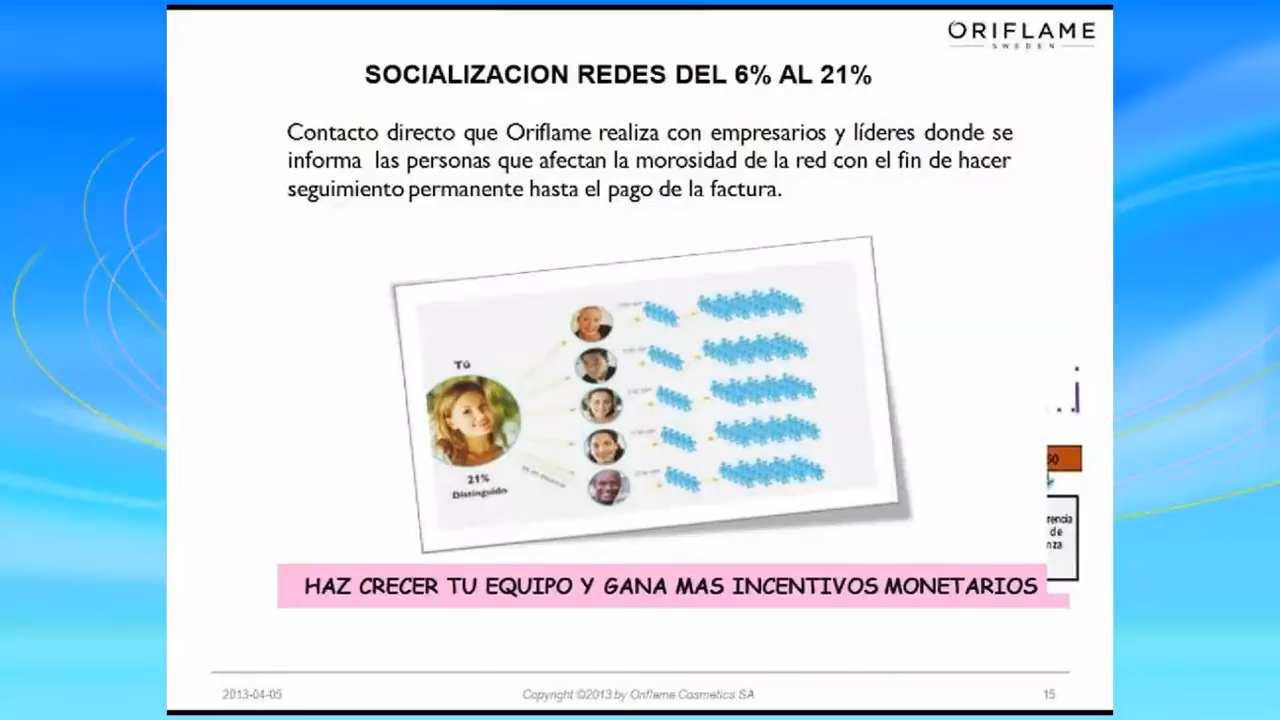 ORIFLAME
SWEDEN
SOCIALIZACION REDES DEL 6% AL 21%
Contacto directo que Oriflame realiza con empresarios y líderes donde se
informa las personas que afectan la morosidad de la red con el fin de hacer
seguimiento permanente hasta el pago de la factura.
Tú
21%
Distinguido
HAZ CRECER TU EQUIPO Y GANA MAS INCENTIVOS MONETARIOS
2013-04-05
Copyright ©2013 by Oriflame Cosmetics SA
15